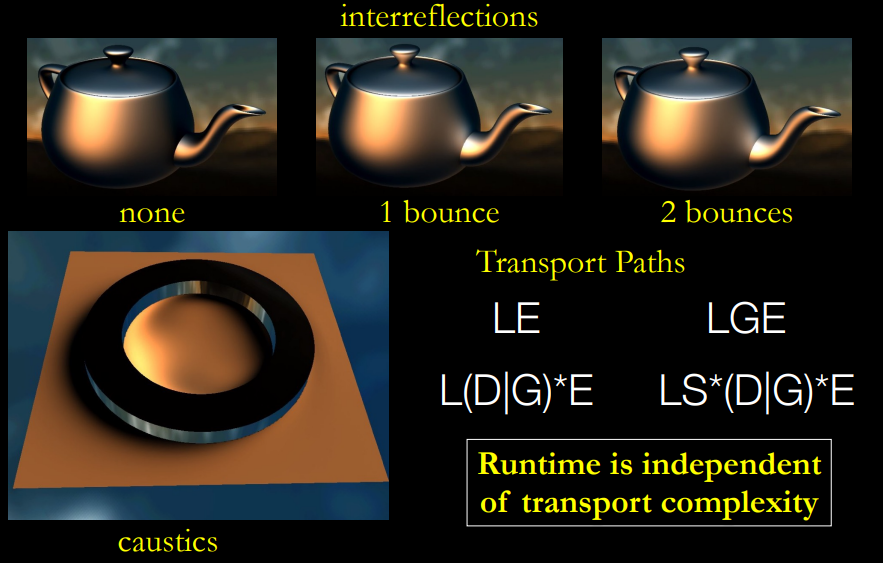 interreflections
none
1 bounce
2 bounces
Transport Paths
LE
LGE
L(D|G)*E
LS*(D|G)*E
Runtime is independent
of transport complexity
caustics